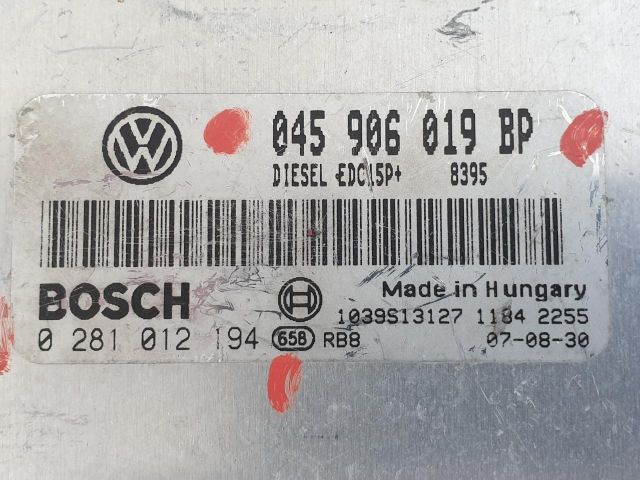 045 906 019 BP
DIESEL EDC15P+ 8395
BOSCH
Made in Hungary
1039S13127 1184 2255
0 281 012 194 658 RB8 07-08-30